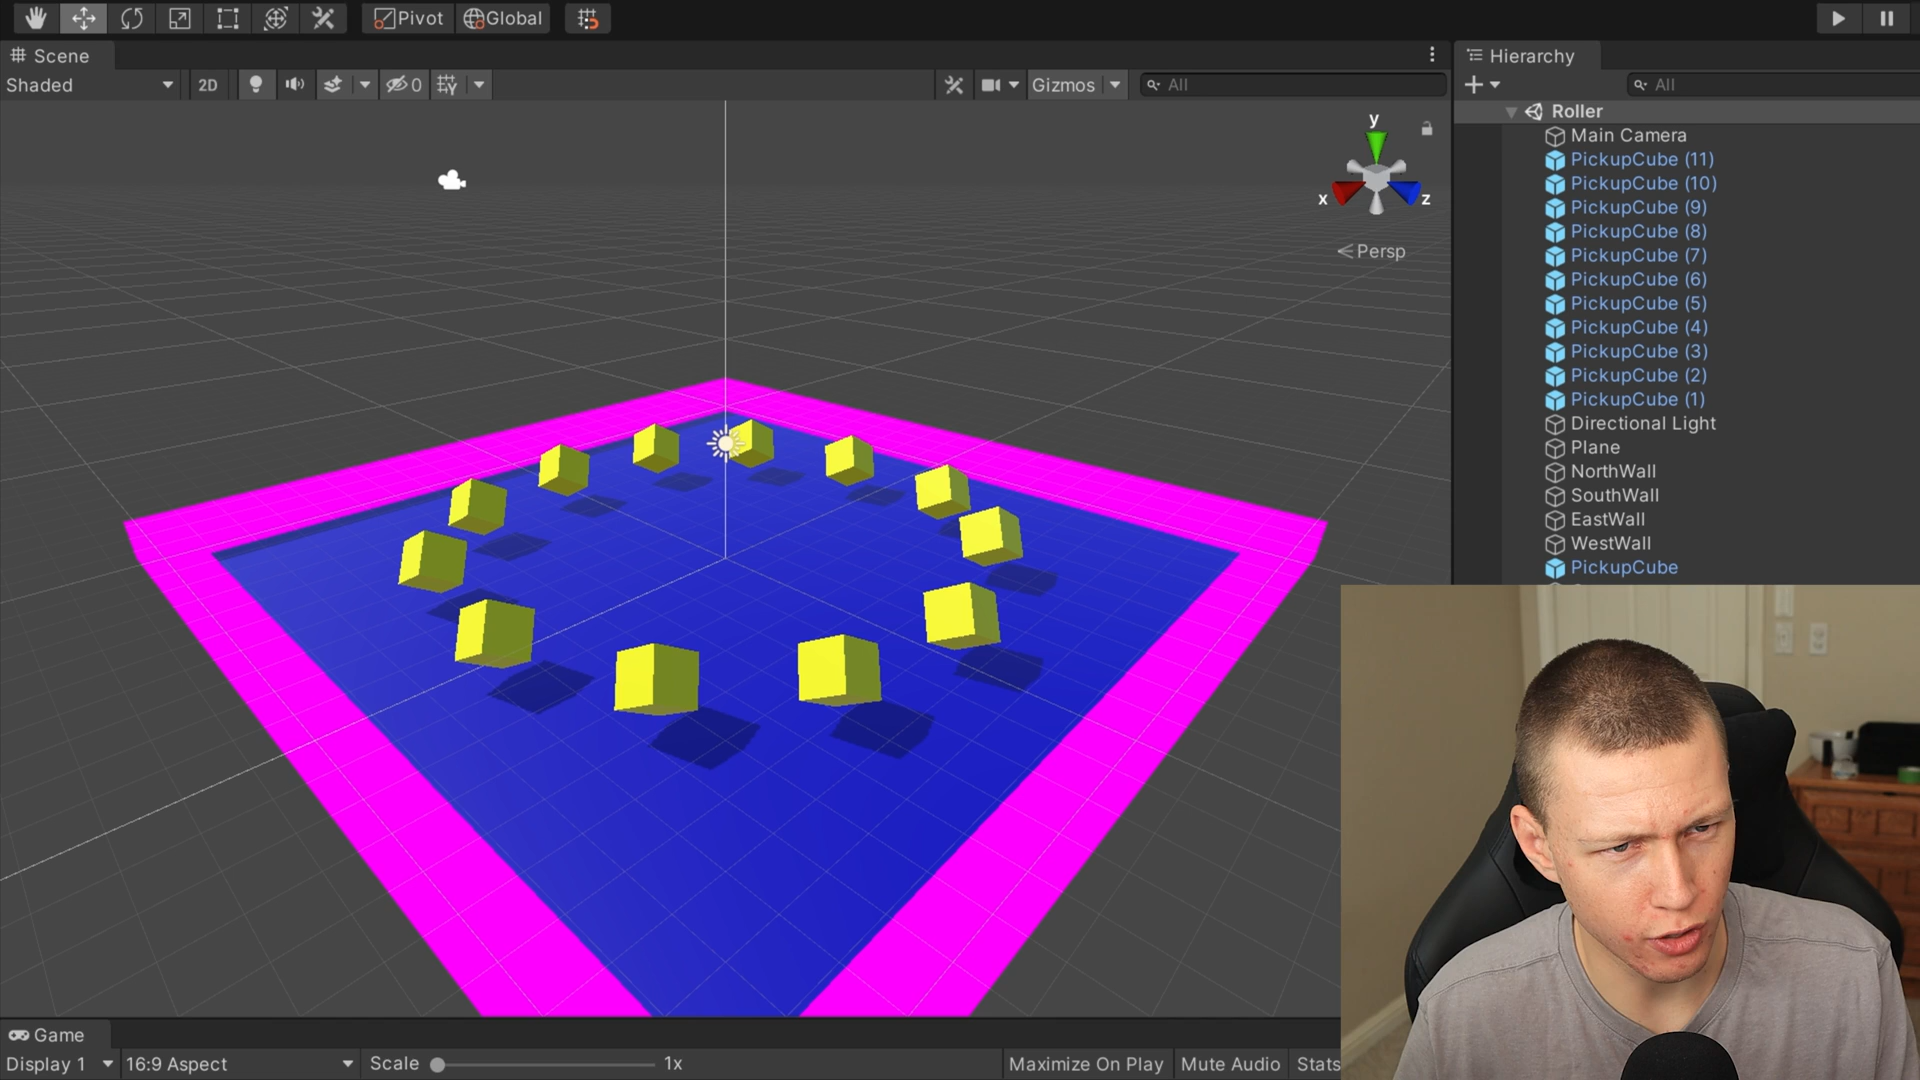 Pivot
Global
Scene
Shaded
2D
0
Gizmos
All
y
x
z
Persp
Hierarchy
All
Roller
Main Camera
PickupCube (11)
PickupCube (10)
PickupCube (9)
PickupCube (8)
PickupCube (7)
PickupCube (6)
PickupCube (5)
PickupCube (4)
PickupCube (3)
PickupCube (2)
PickupCube (1)
Directional Light
Plane
NorthWall
SouthWall
EastWall
WestWall
PickupCube
Game
Display 1
16:9 Aspect
Scale
1x
Maximize On Play
Mute Audio
Stats